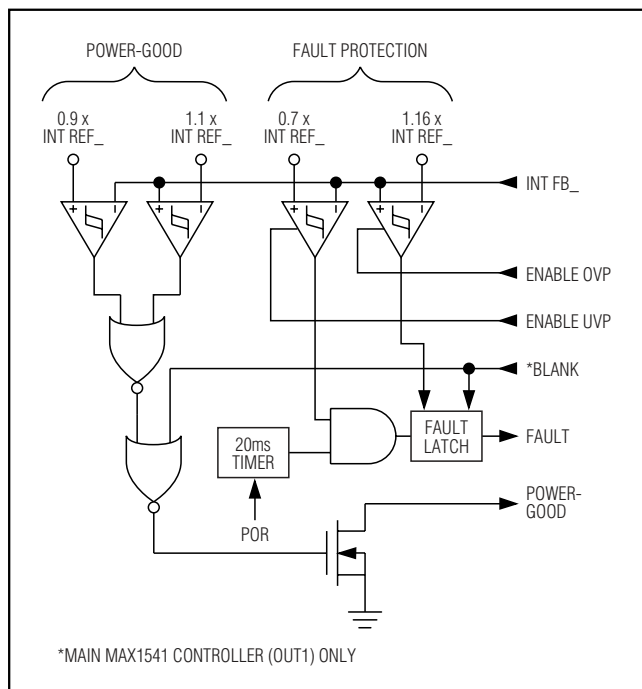 POWER-GOOD
FAULT PROTECTION
0.9 x
INT REF_
1.1 x
INT REF_
0.7 x
INT REF_
1.16 x
INT REF_
INT FB_
+
-
+
-
+
-
+
-
ENABLE OVP
ENABLE UVP
*BLANK
20ms
TIMER
FAULT
LATCH
FAULT
POR
POWER-
GOOD
*MAIN MAX1541 CONTROLLER (OUT1) ONLY